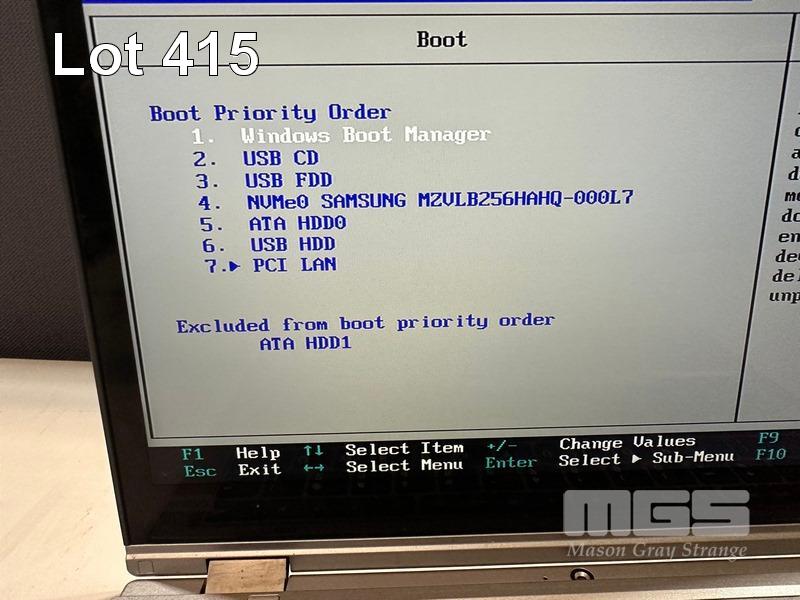 Lot 415
Boot
Boot Priority Order
1. Windows Boot Manager
2. USB CD
3. USB FDD
4. NVMe0 SAMSUNG MZVLB256HAHQ-000L7
5. ATA HDD0
6. USB HDD
7.▶ PCI LAN
Excluded from boot priority order
ATA HDD1
F1 Help ↑↓ Select Item +/- Change Values F9
Esc Exit ←→ Select Menu Enter Select ▶ Sub-Menu F10
MGS
Mason Gray Strange